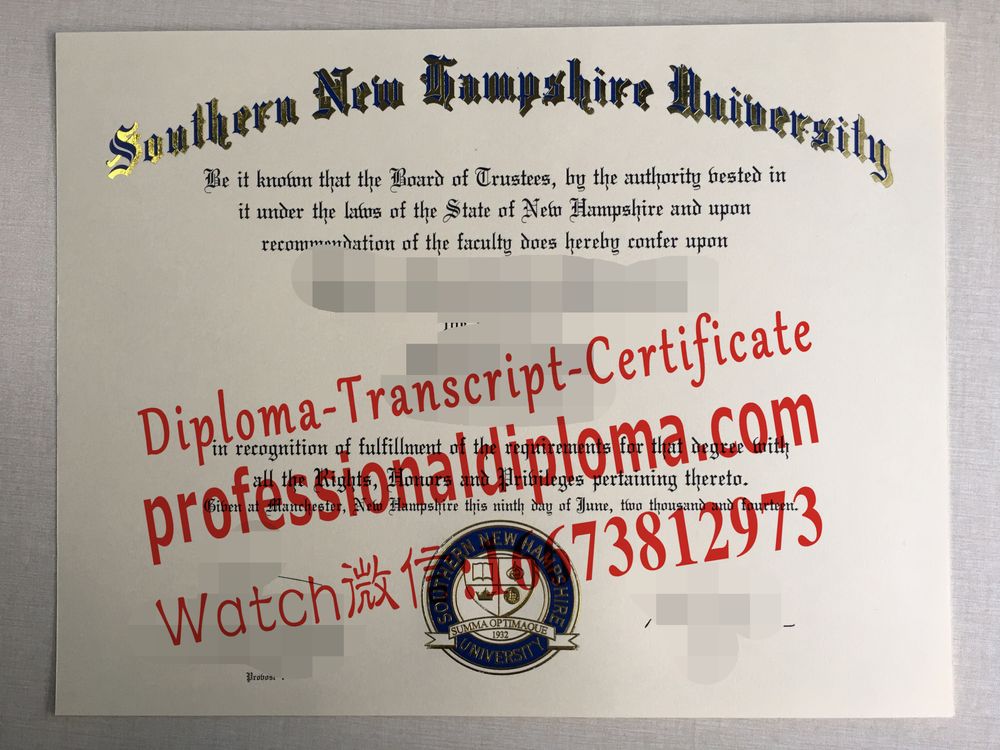 Southern New Hampshire University
Be it known that the Board of Trustees, by the authority vested in
it under the laws of the State of New Hampshire and upon
recommendation of the faculty does hereby confer upon
Diploma-Transcript-Certificate
in recognition of fulfillment of the requirements for that degree with
professionaldiploma.com
all the Rights, Honors and Privileges pertaining thereto.
Given at Manchester, New Hampshire this ninth day of June, two thousand and fourteen.
Watch微信:
SOUTHERN NEW HAMPSHIRE
SUMMA OPTIMAQUE
1932
UNIVERSITY